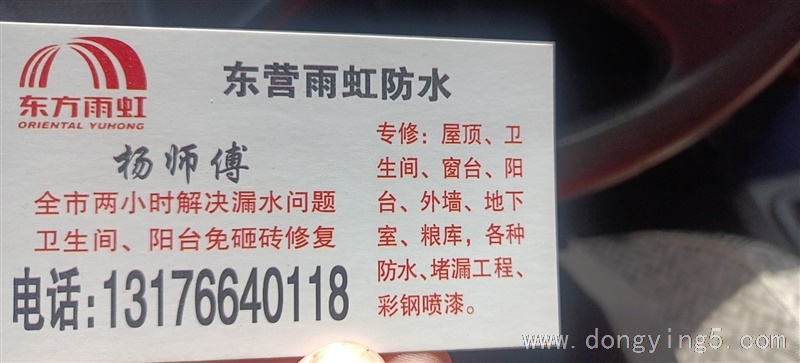 东方雨虹
ORIENTAL YUHONG
东营雨虹防水
杨师傅
全市两小时解决漏水问题
卫生间、阳台免砸砖修复
电话:13176640118
专修：屋顶、卫
生间、窗台、阳
台、外墙、地下
室、粮库，各种
防水、堵漏工程、
彩钢喷漆。
www.dongying5.com